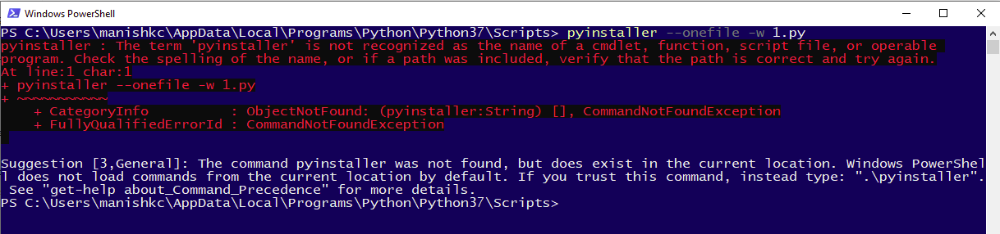 Windows PowerShell
PS C:\Users\manishkc\AppData\Local\Programs\Python\Python37\Scripts> pyinstaller --onefile -w 1.py
pyinstaller : The term 'pyinstaller' is not recognized as the name of a cmdlet, function, script file, or operable
program. Check the spelling of the name, or if a path was included, verify that the path is correct and try again.
At line:1 char:1
+ pyinstaller --onefile -w 1.py
+ ~~~~~~~~~~~
    + CategoryInfo          : ObjectNotFound: (pyinstaller:String) [], CommandNotFoundException
    + FullyQualifiedErrorId : CommandNotFoundException
Suggestion [3,General]: The command pyinstaller was not found, but does exist in the current location. Windows PowerShel
l does not load commands from the current location by default. If you trust this command, instead type: ".\pyinstaller".
 See "get-help about_Command_Precedence" for more details.
PS C:\Users\manishkc\AppData\Local\Programs\Python\Python37\Scripts>